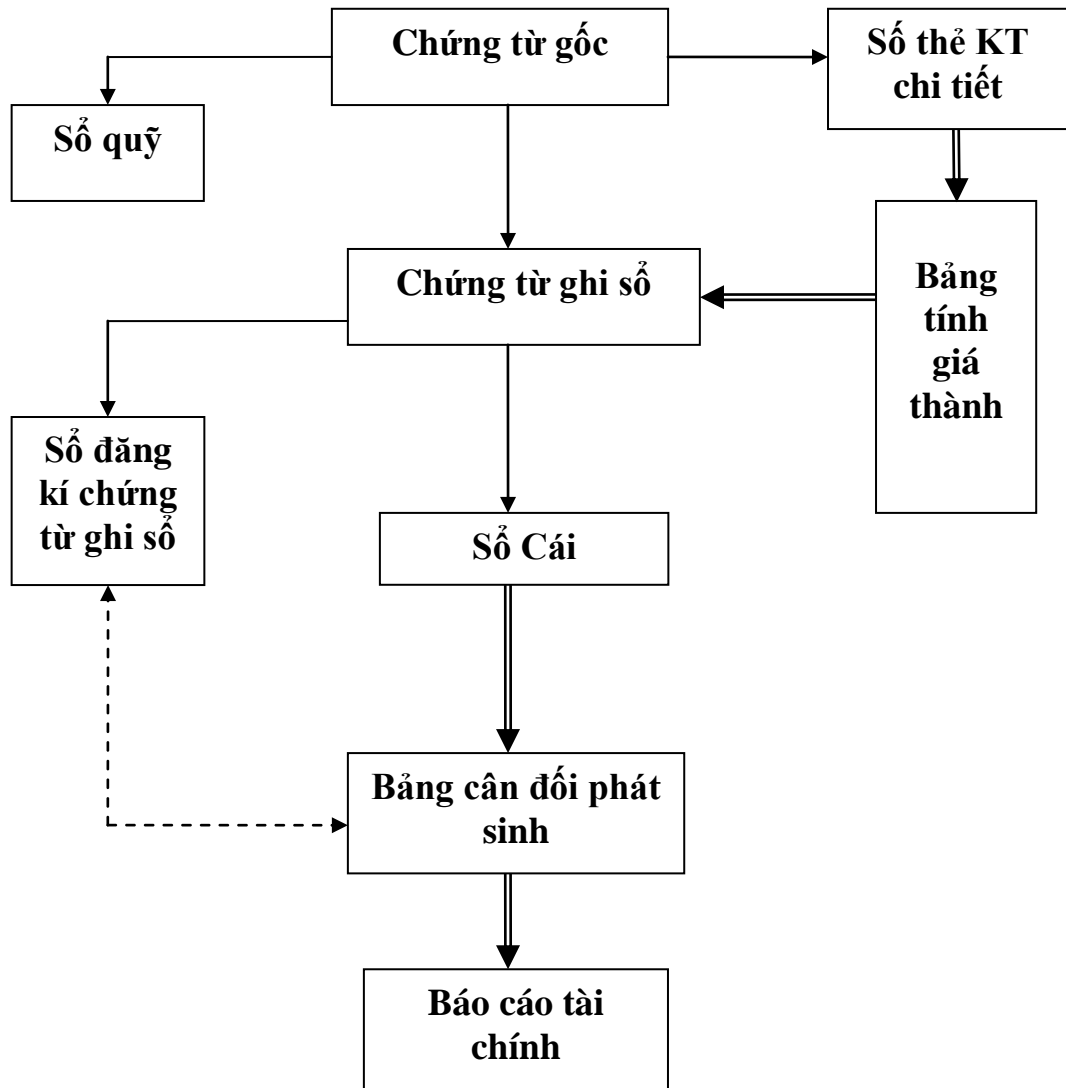 Chứng từ
gốc
Số thẻ KT
chi tiết
Sổ quỹ
Chứng từ ghi sổ
Bảng
tính
giá
thành
Sổ đăng
kí chứng
từ ghi sổ
Sổ Cái
Bảng cân đối phát
sinh
Báo cáo tài
chính